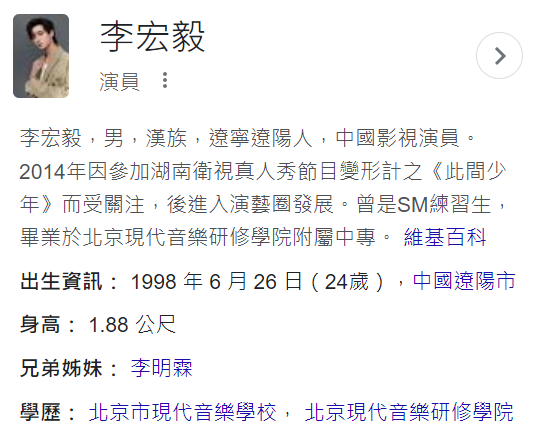 李宏毅
演員
李宏毅，男，漢族，遼寧遼陽人，中國影視演員。
2014年因參加湖南衛視真人秀節目變形計之《此間少
年》而受關注，後進入演藝圈發展。曾是SM練習生，
畢業於北京現代音樂研修學院附屬中專。 維基百科
出生資訊： 1998 年 6 月 26 日（24歲），中國遼陽市
身高： 1.88 公尺
兄弟姊妹： 李明霖
學歷： 北京市現代音樂學校， 北京現代音樂研修學院